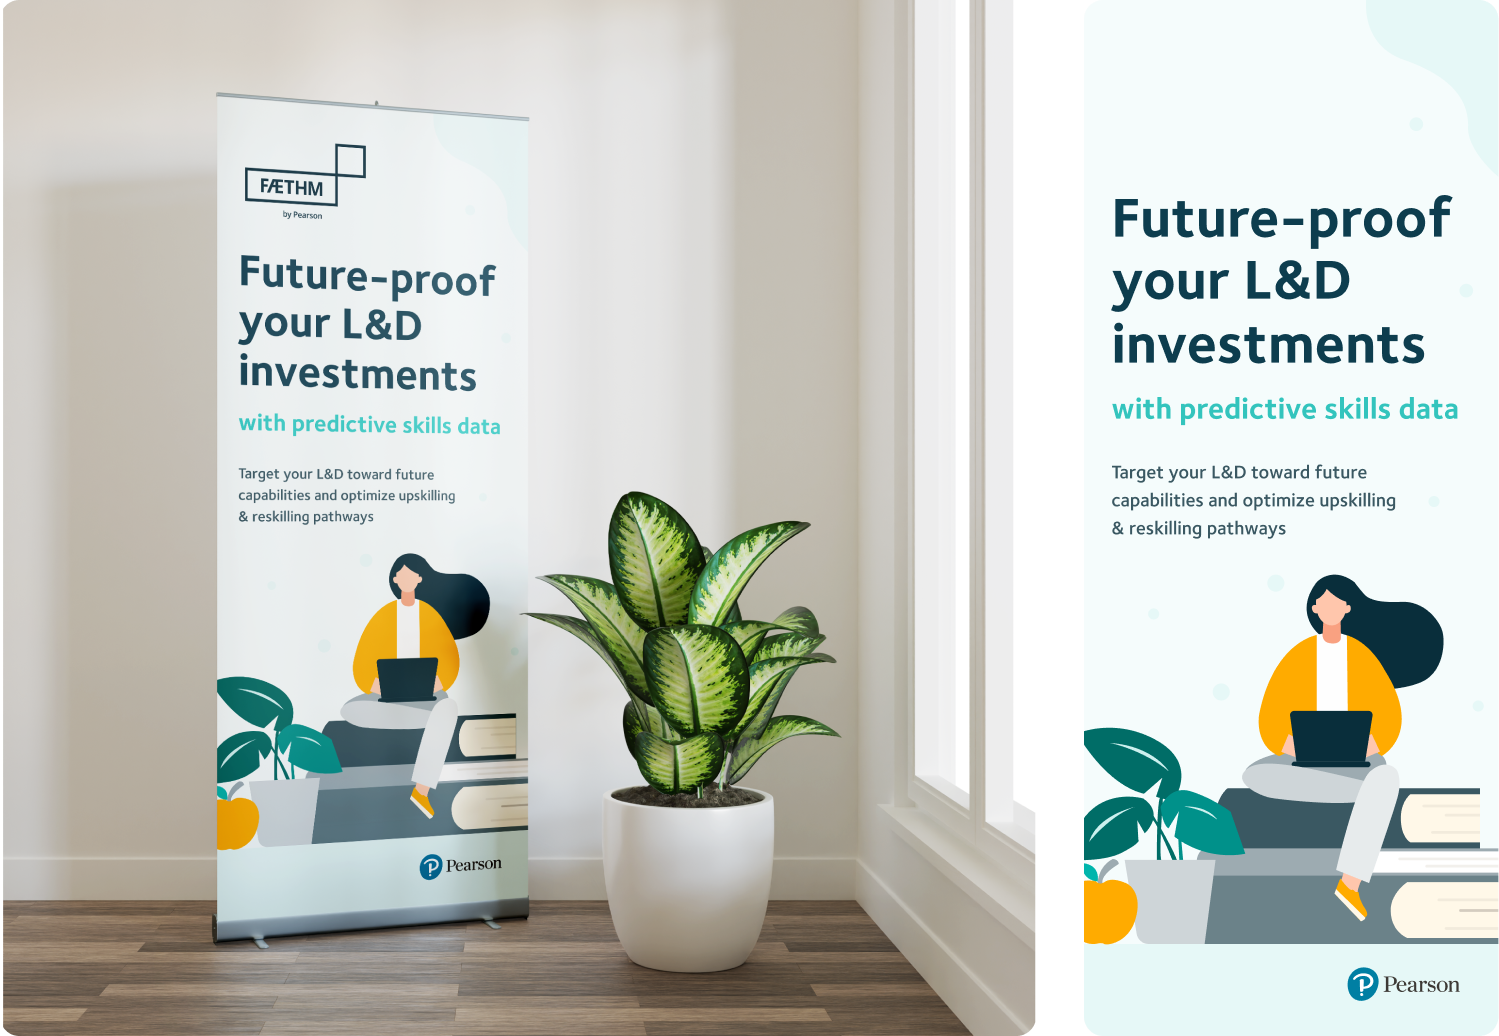 FÆTHM
by Pearson
Future-proof
your L&D
investments
with predictive skills data
Target your L&D toward future
capabilities and optimize upskilling
& reskilling pathways
Pearson
Future-proof
your L&D
investments
with predictive skills data
Target your L&D toward future
capabilities and optimize upskilling
& reskilling pathways
Pearson